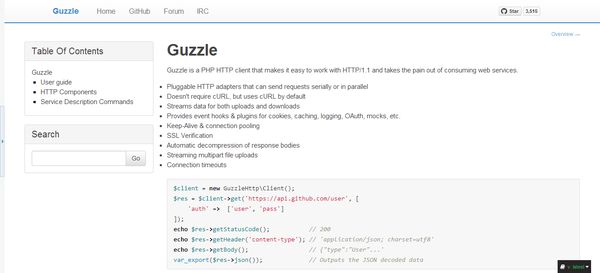 Guzzle Home GitHub Forum IRC Star 3,515
Overview →
Table Of Contents
Guzzle
User guide
HTTP Components
Service Description Commands
Search
Go
Guzzle
Guzzle is a PHP HTTP client that makes it easy to work with HTTP/1.1 and takes the pain out of consuming web services.
Pluggable HTTP adapters that can send requests serially or in parallel
Doesn't require cURL, but uses cURL by default
Streams data for both uploads and downloads
Provides event hooks & plugins for cookies, caching, logging, OAuth, mocks, etc.
Keep-Alive & connection pooling
SSL Verification
Automatic decompression of response bodies
Streaming multipart file uploads
Connection timeouts
$client = new GuzzleHttp\Client();
$res = $client->get('https://api.github.com/user', [
'auth' => ['user', 'pass']
]);
echo $res->getStatusCode(); // 200
echo $res->getHeader('content-type'); // 'application/json; charset=utf8'
echo $res->getBody(); // {"type":"User"...'
var_export($res->json()); // Outputs the JSON decoded data
v: latest